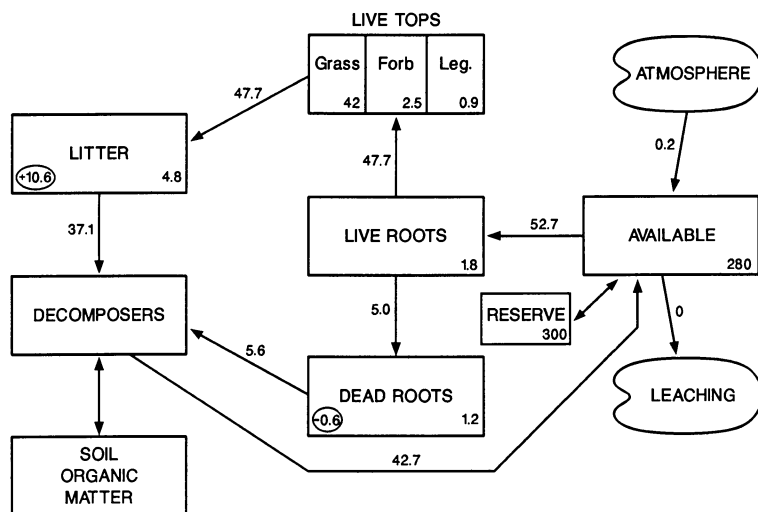 LIVE TOPS
Grass Forb Leg.
42 2.5 0.9
ATMOSPHERE
47.7
0.2
LITTER
+10.6 4.8
47.7
37.1
LIVE ROOTS
1.8
52.7
AVAILABLE
280
DECOMPOSERS
5.0
RESERVE
300
0
5.6
DEAD ROOTS
-0.6 1.2
LEACHING
SOIL
ORGANIC
MATTER
42.7